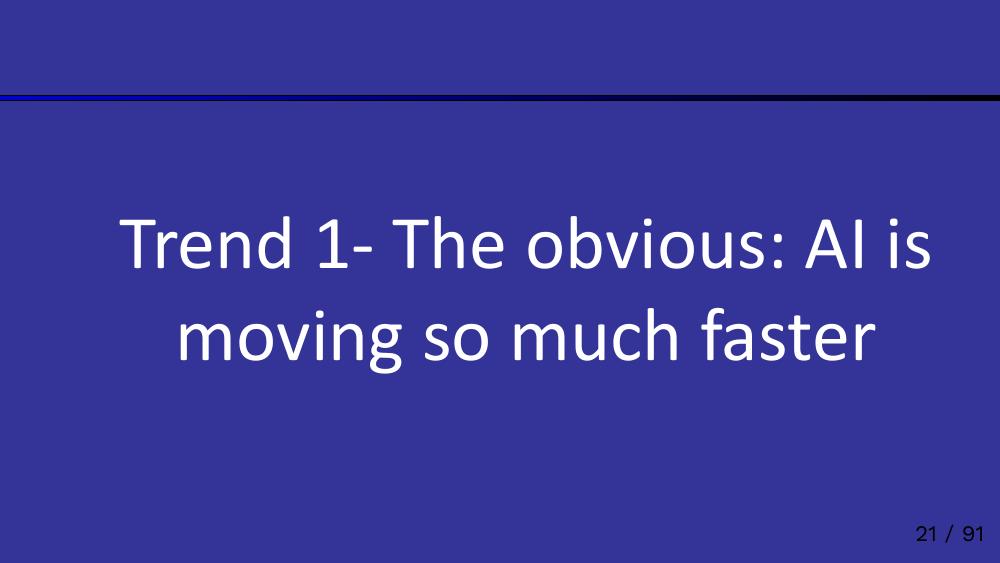 Trend 1- The obvious: AI is
moving so much faster
21 / 91